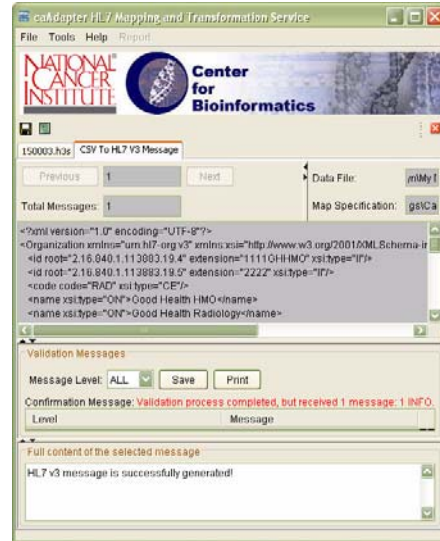 caAdapter HL7 Mapping and Transformation Service
File Tools Help Report
NATIONAL
CANCER
INSTITUTE
Center
for
Bioinformatics
150003.h3s CSV To HL7 V3 Message
Previous 1 Next Data File:
Total Messages: 1 Map Specification: gs\Ca
<?xml version="1.0" encoding="UTF-8"?>
<Organization xmlns="urn:hl7-org:v3" xmlns:xsi="http://www.w3.org/2001/XMLSchema-in
<id root="2.16.840.1.113883.19.4" extension="1111GHHMO" xsi:type="II"/>
<id root="2.16.840.1.113883.19.5" extension="2222" xsi:type="II"/>
<code code="RAD" xsi:type="CE"/>
<name xsi:type="ON">Good Health HMO</name>
<name xsi:type="ON">Good Health Radiology</name>
Validation Messages
Message Level: ALL Save Print
Confirmation Message: Validation process completed, but received 1 message: 1 INFO.
Level Message
Full content of the selected message
HL7 v3 message is successfully generated!